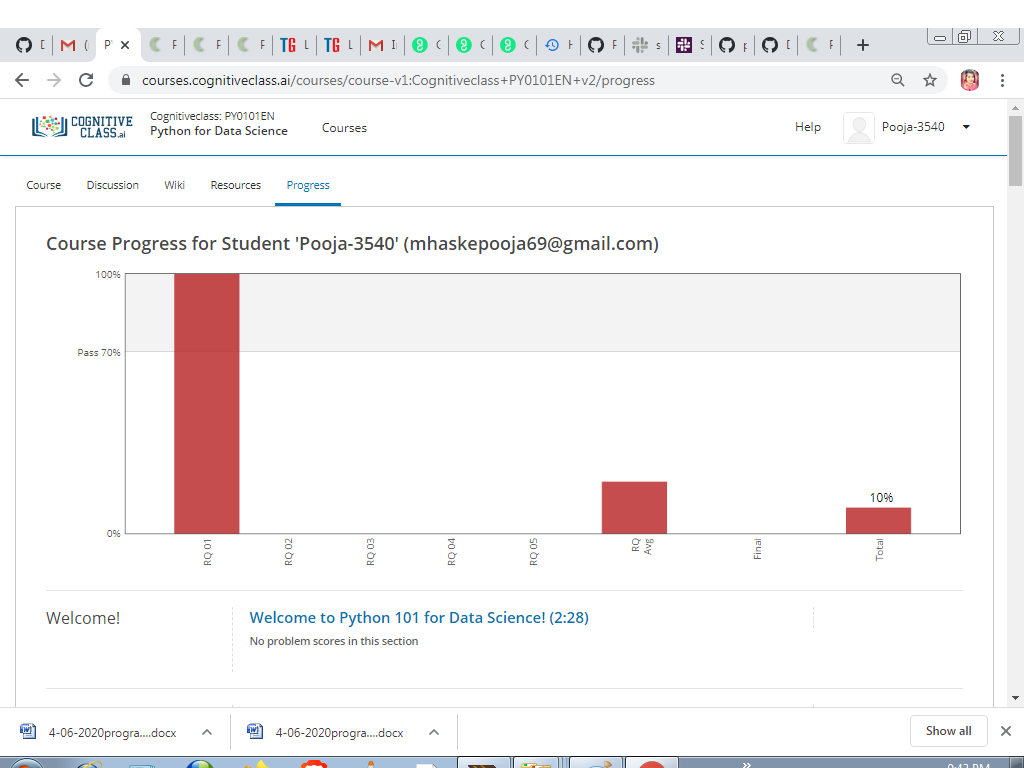 P
courses.cognitiveclass.ai/courses/course-v1:Cognitiveclass+PY0101EN+v2/progress
COGNITIVE
CLASS.ai
Cognitiveclass: PY0101EN
Python for Data Science
Courses
Help
Pooja-3540
Course Discussion Wiki Resources Progress
Course Progress for Student 'Pooja-3540' (mhaskepooja69@gmail.com)
100%
Pass 70%
0%
10%
RQ 01
RQ 02
RQ 03
RQ 04
RQ 05
RQ
Avg
Final
Total
Welcome!
Welcome to Python 101 for Data Science! (2:28)
No problem scores in this section
4-06-2020progra....docx
4-06-2020progra....docx
Show all